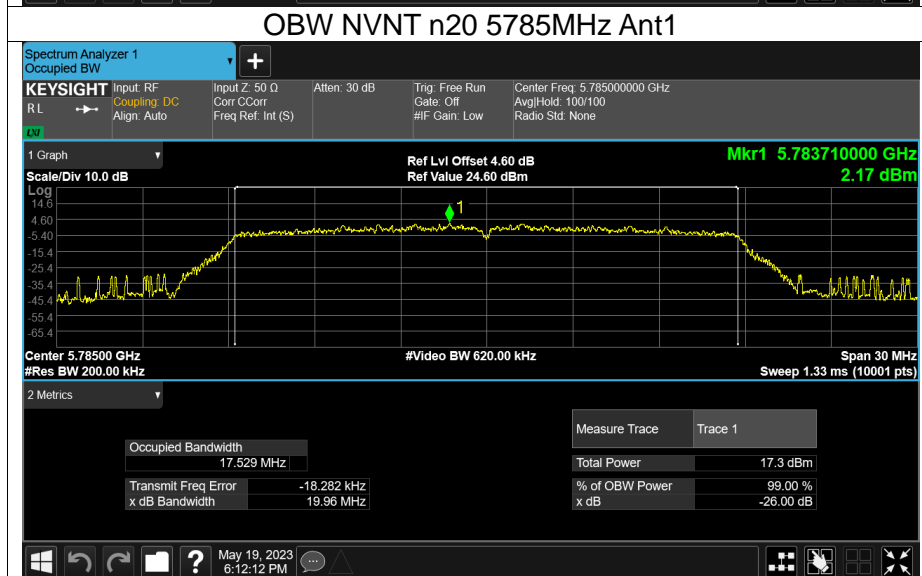 OBW NVNT n20 5785MHz Ant1
Spectrum Analyzer 1
Occupied BW
+
KEYSIGHT Input: RF Input Z: 50 Ω Atten: 30 dB Trig: Free Run Center Freq: 5.785000000 GHz
RL Coupling: DC Corr CCorr Gate: Off Avg|Hold: 100/100
Align: Auto Freq Ref: Int (S) #IF Gain: Low Radio Std: None
LXI
1 Graph Ref Lvl Offset 4.60 dB Mkr1 5.783710000 GHz
Scale/Div 10.0 dB Ref Value 24.60 dBm 2.17 dBm
Log
14.6
1
4.60
-5.40
-15.4
-25.4
-35.4
-45.4
-55.4
-65.4
Center 5.78500 GHz #Video BW 620.00 kHz Span 30 MHz
#Res BW 200.00 kHz Sweep 1.33 ms (10001 pts)
2 Metrics
Measure Trace Trace 1
Occupied Bandwidth
17.529 MHz Total Power 17.3 dBm
Transmit Freq Error -18.282 kHz % of OBW Power 99.00 %
x dB Bandwidth 19.96 MHz x dB -26.00 dB
? May 19, 2023
6:12:12 PM